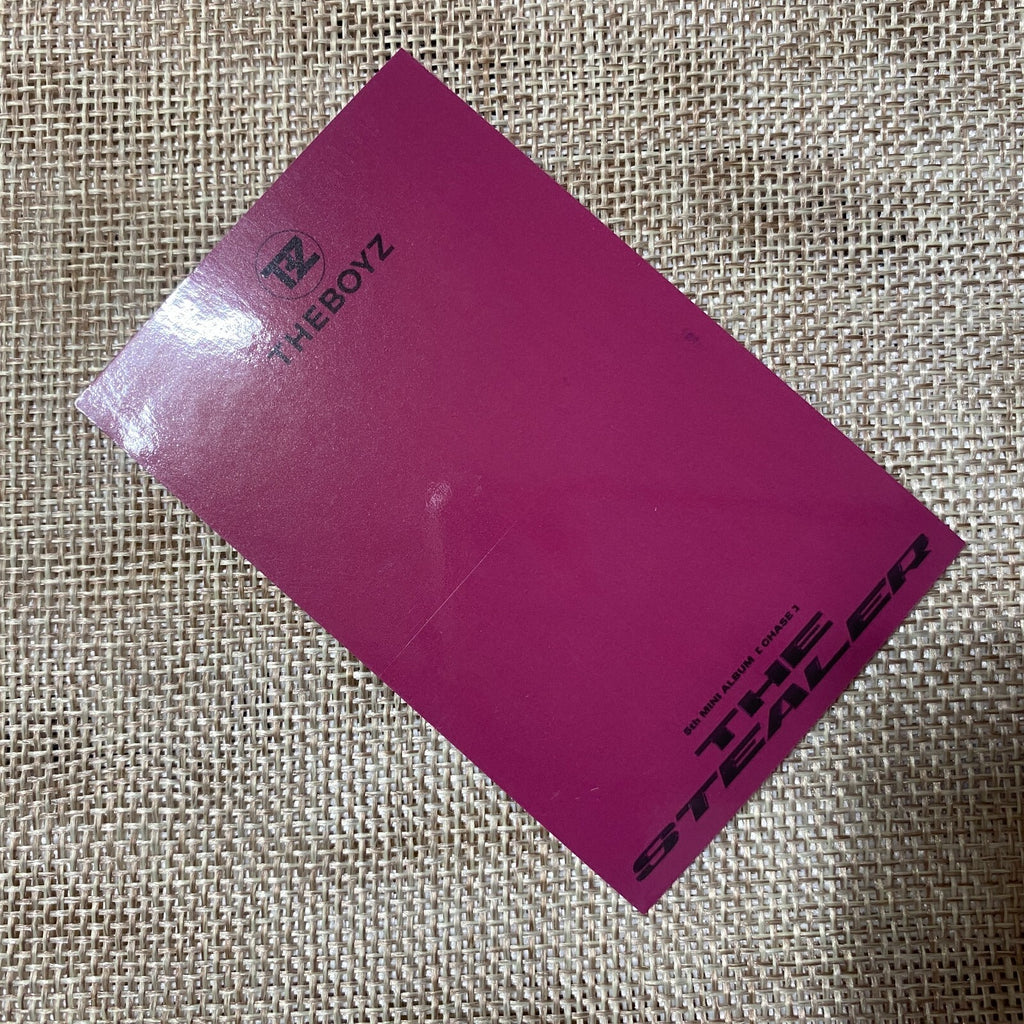 TBZ
THEBOYZ
5th MINI ALBUM [ CHASE ]
THE
STEALER